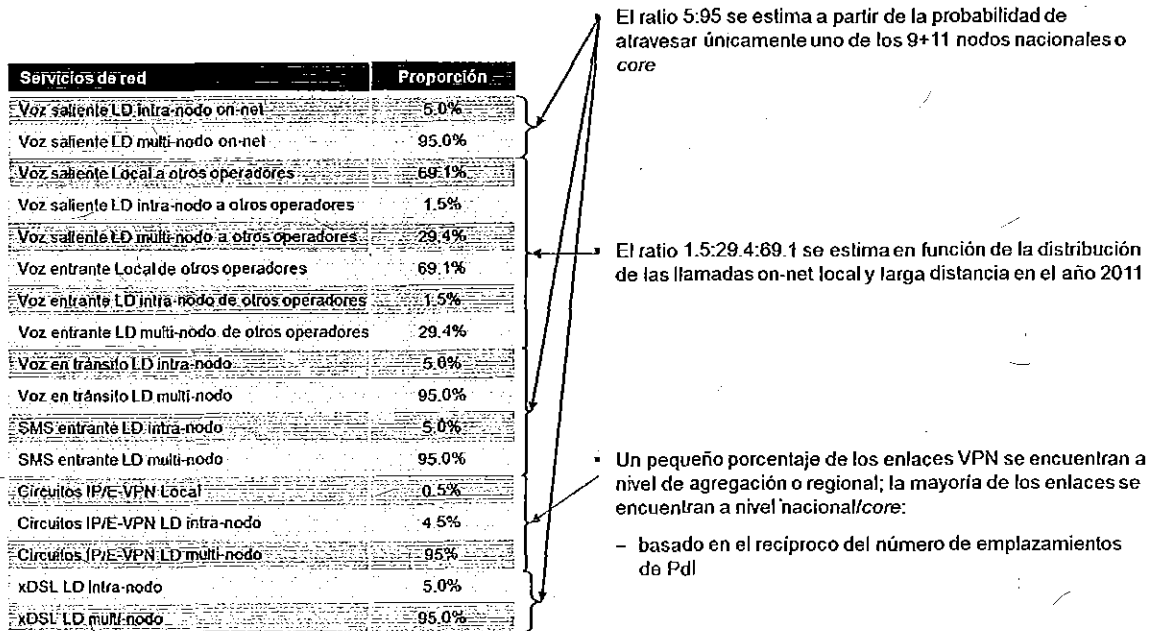 Servicios de red Proporción
Voz saliente LD intra-nodo on-net 5.0%
Voz saliente LD multi-nodo on-net 95.0%
Voz saliente Local a otros operadores 69.1%
Voz saliente LD intra-nodo a otros operadores 1.5%
Voz saliente LD multi-nodo a otros operadores 29.4%
Voz entrante Local de otros operadores 69.1%
Voz entrante LD intra-nodo de otros operadores 1.5%
Voz entrante LD multi-nodo de otros operadores 29.4%
Voz en tránsito LD intra-nodo 5.0%
Voz en tránsito LD multi-nodo 95.0%
SMS entrante LD intra-nodo 5.0%
SMS entrante LD multi-nodo 95.0%
Circuitos IP/E-VPN Local 0.5%
Circuitos IP/E-VPN LD intra-nodo 4.5%
Circuitos IP/E-VPN LD multi-nodo 95%
xDSL LD intra-nodo 5.0%
xDSL LD multi-nodo 95.0%
▪ El ratio 5:95 se estima a partir de la probabilidad de
atravesar únicamente uno de los 9+11 nodos nacionales o
core
▪ El ratio 1.5:29.4:69.1 se estima en función de la distribución
de las llamadas on-net local y larga distancia en el año 2011
▪ Un pequeño porcentaje de los enlaces VPN se encuentran a
nivel de agregación o regional; la mayoría de los enlaces se
encuentran a nivel nacional/core:
– basado en el recíproco del número de emplazamientos
de PdI